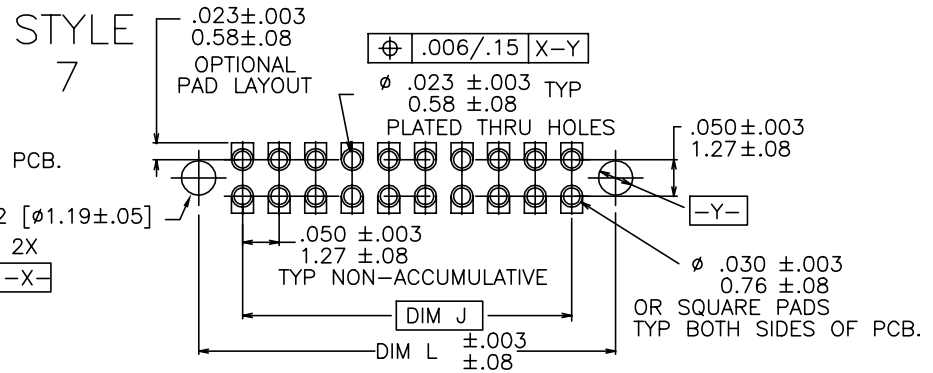 STYLE
7
.023±.003
0.58±.08
OPTIONAL
PAD LAYOUT
⌖ .006/.15 X-Y
ø .023 ±.003 TYP
0.58 ±.08
PLATED THRU HOLES
.050±.003
1.27±.08
PCB.
2 [ø1.19±.05]
2X
-X-
-Y-
.050 ±.003
1.27 ±.08
TYP NON-ACCUMULATIVE
ø .030 ±.003
0.76 ±.08
OR SQUARE PADS
TYP BOTH SIDES OF PCB.
DIM J
DIM L ±.003
±.08